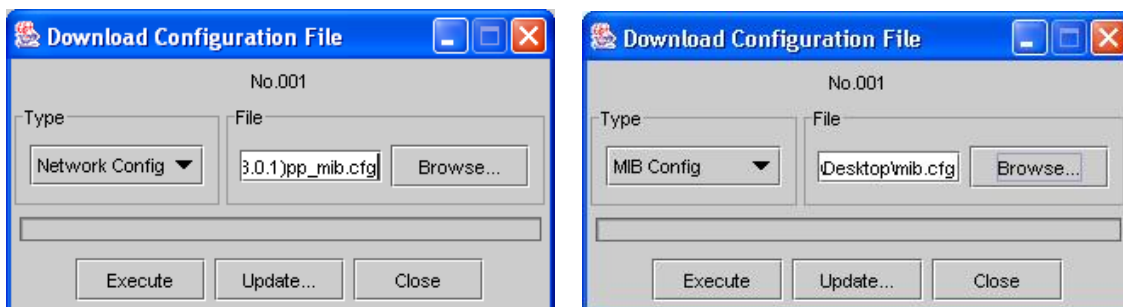 Download Configuration File
No.001
Type
File
Network Config
3.0.1)pp_mib.cfg
Browse...
Execute
Update...
Close
Download Configuration File
No.001
Type
File
MIB Config
\Desktop\mib.cfg
Browse...
Execute
Update...
Close